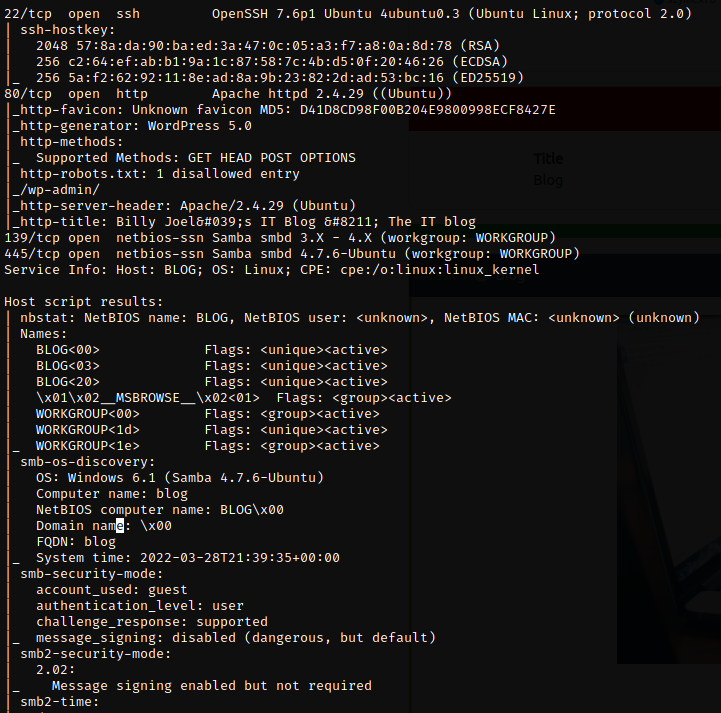 22/tcp  open  ssh         OpenSSH 7.6p1 Ubuntu 4ubuntu0.3 (Ubuntu Linux; protocol 2.0)
| ssh-hostkey:
|   2048 57:8a:da:90:ba:ed:3a:47:0c:05:a3:f7:a8:0a:8d:78 (RSA)
|   256 c2:64:ef:ab:b1:9a:1c:87:58:7c:4b:d5:0f:20:46:26 (ECDSA)
|_  256 5a:f2:62:92:11:8e:ad:8a:9b:23:82:2d:ad:53:bc:16 (ED25519)
80/tcp  open  http        Apache httpd 2.4.29 ((Ubuntu))
|_http-favicon: Unknown favicon MD5: D41D8CD98F00B204E9800998ECF8427E
|_http-generator: WordPress 5.0
| http-methods:
|_  Supported Methods: GET HEAD POST OPTIONS
| http-robots.txt: 1 disallowed entry
|_/wp-admin/
|_http-server-header: Apache/2.4.29 (Ubuntu)
|_http-title: Billy Joel&#039;s IT Blog &#8211; The IT blog
139/tcp open  netbios-ssn Samba smbd 3.X - 4.X (workgroup: WORKGROUP)
445/tcp open  netbios-ssn Samba smbd 4.7.6-Ubuntu (workgroup: WORKGROUP)
Service Info: Host: BLOG; OS: Linux; CPE: cpe:/o:linux:linux_kernel
Host script results:
| nbstat: NetBIOS name: BLOG, NetBIOS user: <unknown>, NetBIOS MAC: <unknown> (unknown)
| Names:
|   BLOG<00>             Flags: <unique><active>
|   BLOG<03>             Flags: <unique><active>
|   BLOG<20>             Flags: <unique><active>
|   \x01\x02__MSBROWSE__\x02<01>  Flags: <group><active>
|   WORKGROUP<00>        Flags: <group><active>
|   WORKGROUP<1d>        Flags: <unique><active>
|_  WORKGROUP<1e>        Flags: <group><active>
| smb-os-discovery:
|   OS: Windows 6.1 (Samba 4.7.6-Ubuntu)
|   Computer name: blog
|   NetBIOS computer name: BLOG\x00
|   Domain name: \x00
|   FQDN: blog
|_  System time: 2022-03-28T21:39:35+00:00
| smb-security-mode:
|   account_used: guest
|   authentication_level: user
|   challenge_response: supported
|_  message_signing: disabled (dangerous, but default)
| smb2-security-mode:
|   2.02:
|_    Message signing enabled but not required
| smb2-time:
Title
Blog